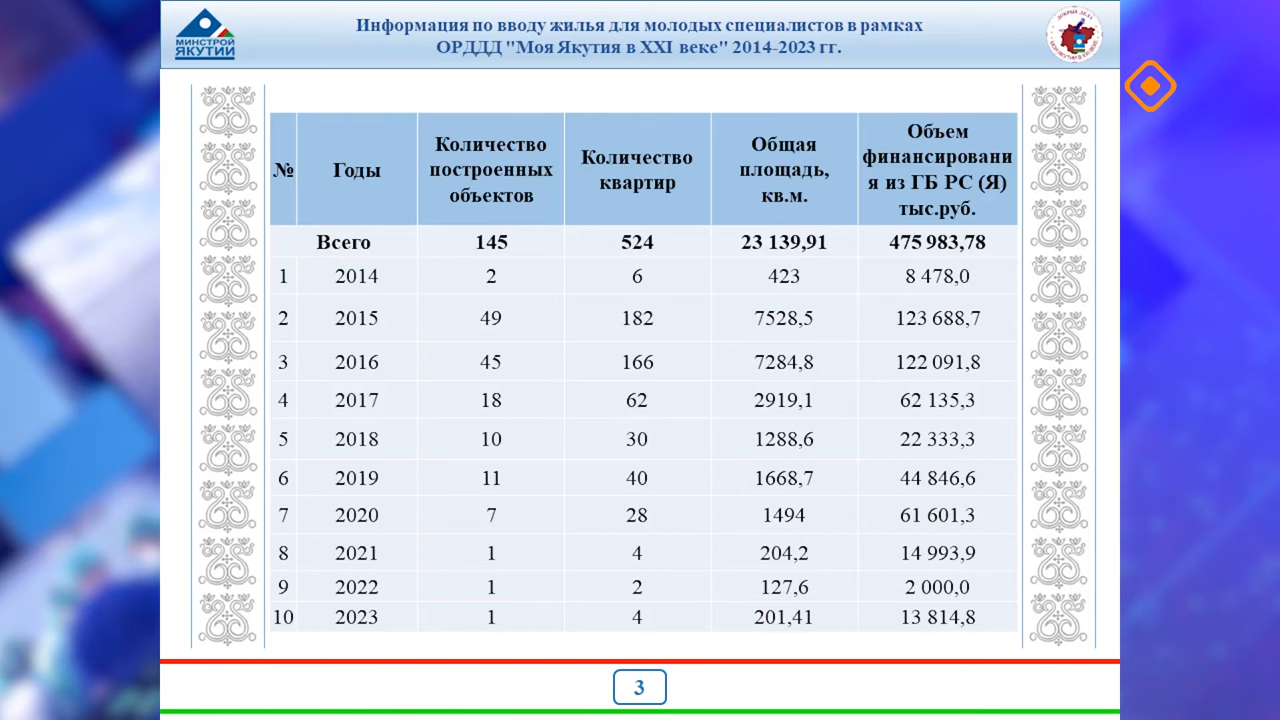 МИНСТРОЙ
ЯКУТИИ
Информация по вводу жилья для молодых специалистов в рамках
ОРДДД "Моя Якутия в XXI веке" 2014-2023 гг.
ДОБРЫЕ ДЕЛА
№ Годы Количество построенных объектов Количество квартир Общая площадь, кв.м. Объем финансировани я из ГБ РС (Я) тыс.руб.
Всего 145 524 23 139,91 475 983,78
1 2014 2 6 423 8 478,0
2 2015 49 182 7528,5 123 688,7
3 2016 45 166 7284,8 122 091,8
4 2017 18 62 2919,1 62 135,3
5 2018 10 30 1288,6 22 333,3
6 2019 11 40 1668,7 44 846,6
7 2020 7 28 1494 61 601,3
8 2021 1 4 204,2 14 993,9
9 2022 1 2 127,6 2 000,0
10 2023 1 4 201,41 13 814,8
3